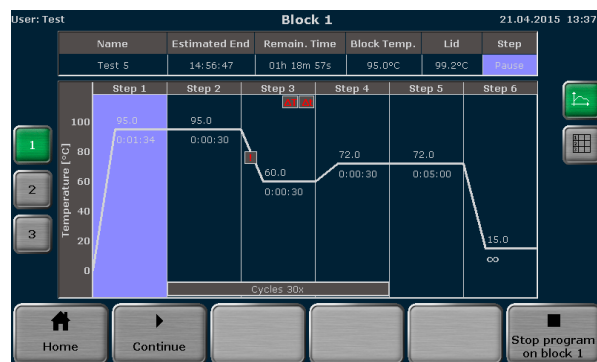 User: Test Block 1 21.04.2015 13:37
Name Estimated End Remain. Time Block Temp. Lid Step
Test 5 14:56:47 01h 18m 57s 95.0°C 99.2°C Pause
Step 1 Step 2 Step 3 Step 4 Step 5 Step 6
Temperature [°C]
100
80
60
40
20
0
95.0
0:01:34
95.0
0:00:30
60.0
0:00:30
72.0
0:00:30
72.0
0:05:00
15.0
∞
Cycles 30x
1
2
3
Home
Continue
Stop program
on block 1